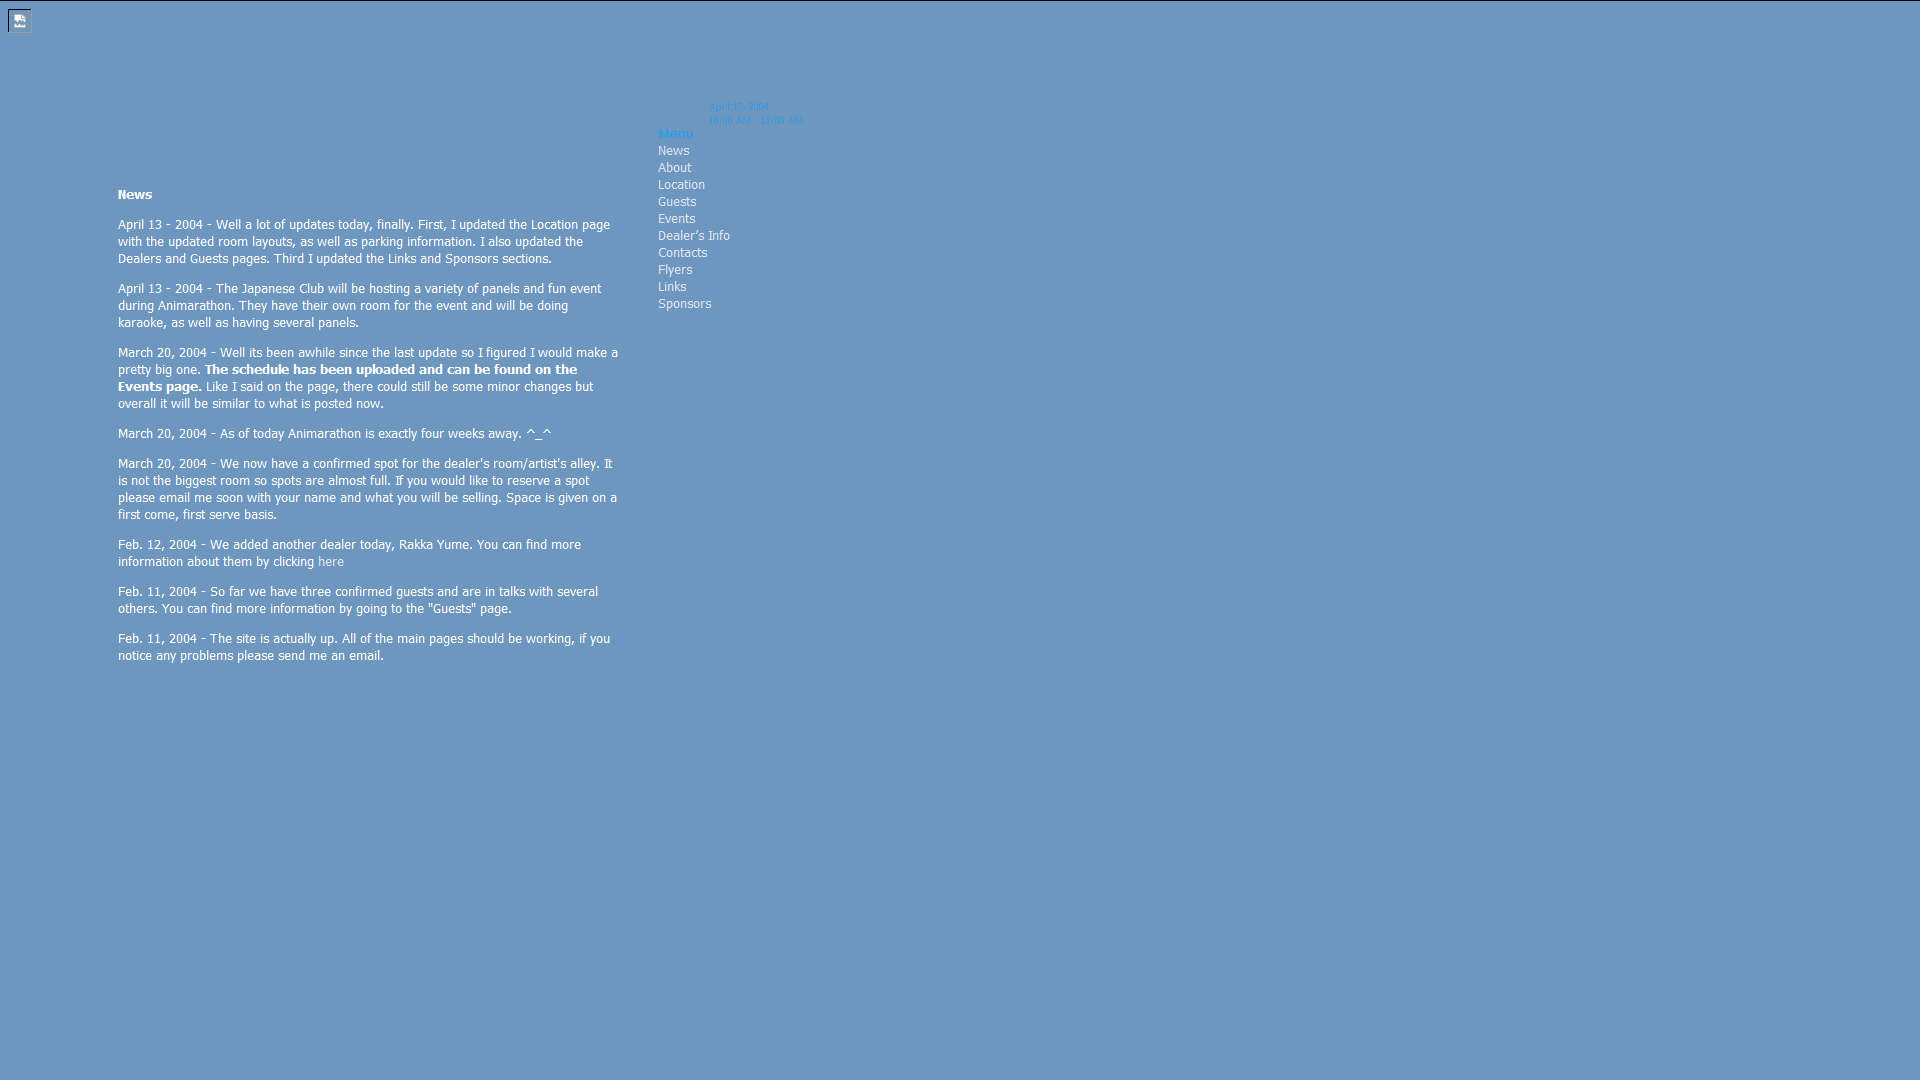 April 17, 2004
10:00 AM - 12:00 AM
Menu
News
About
Location
Guests
Events
Dealer’s Info
Contacts
Flyers
Links
Sponsors
News
April 13 - 2004 - Well a lot of updates today, finally. First, I updated the Location page
with the updated room layouts, as well as parking information. I also updated the
Dealers and Guests pages. Third I updated the Links and Sponsors sections.
April 13 - 2004 - The Japanese Club will be hosting a variety of panels and fun event
during Animarathon. They have their own room for the event and will be doing
karaoke, as well as having several panels.
March 20, 2004 - Well its been awhile since the last update so I figured I would make a
pretty big one. The schedule has been uploaded and can be found on the
Events page. Like I said on the page, there could still be some minor changes but
overall it will be similar to what is posted now.
March 20, 2004 - As of today Animarathon is exactly four weeks away. ^_^
March 20, 2004 - We now have a confirmed spot for the dealer's room/artist's alley. It
is not the biggest room so spots are almost full. If you would like to reserve a spot
please email me soon with your name and what you will be selling. Space is given on a
first come, first serve basis.
Feb. 12, 2004 - We added another dealer today, Rakka Yume. You can find more
information about them by clicking here
Feb. 11, 2004 - So far we have three confirmed guests and are in talks with several
others. You can find more information by going to the "Guests" page.
Feb. 11, 2004 - The site is actually up. All of the main pages should be working, if you
notice any problems please send me an email.